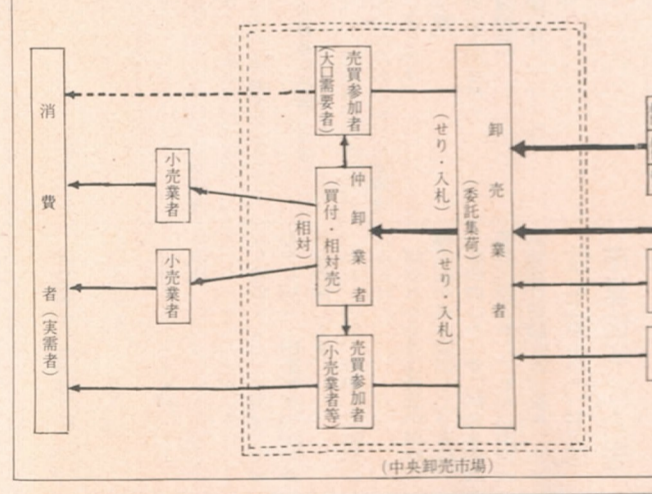 卸売業者
(委託集荷)
(せり・入札)
(せり・入札)
売買参加者
(大口需要者)
仲卸業者
(買付・相対売)
(相対)
売買参加者
(小売業者等)
小売業者
小売業者
消費者(実需者)
(中央卸売市場)